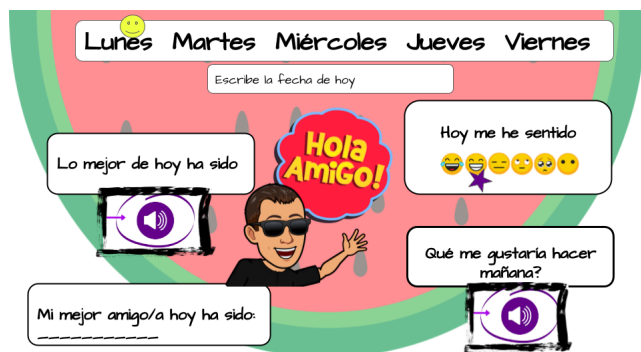 Lunes Martes Miércoles Jueves Viernes
Escribe la fecha de hoy
Hola
AMiGO!
Hoy me he sentido
Lo mejor de hoy ha sido
Qué me gustaría hacer
mañana?
Mi mejor amigo/a hoy ha sido:
_____________